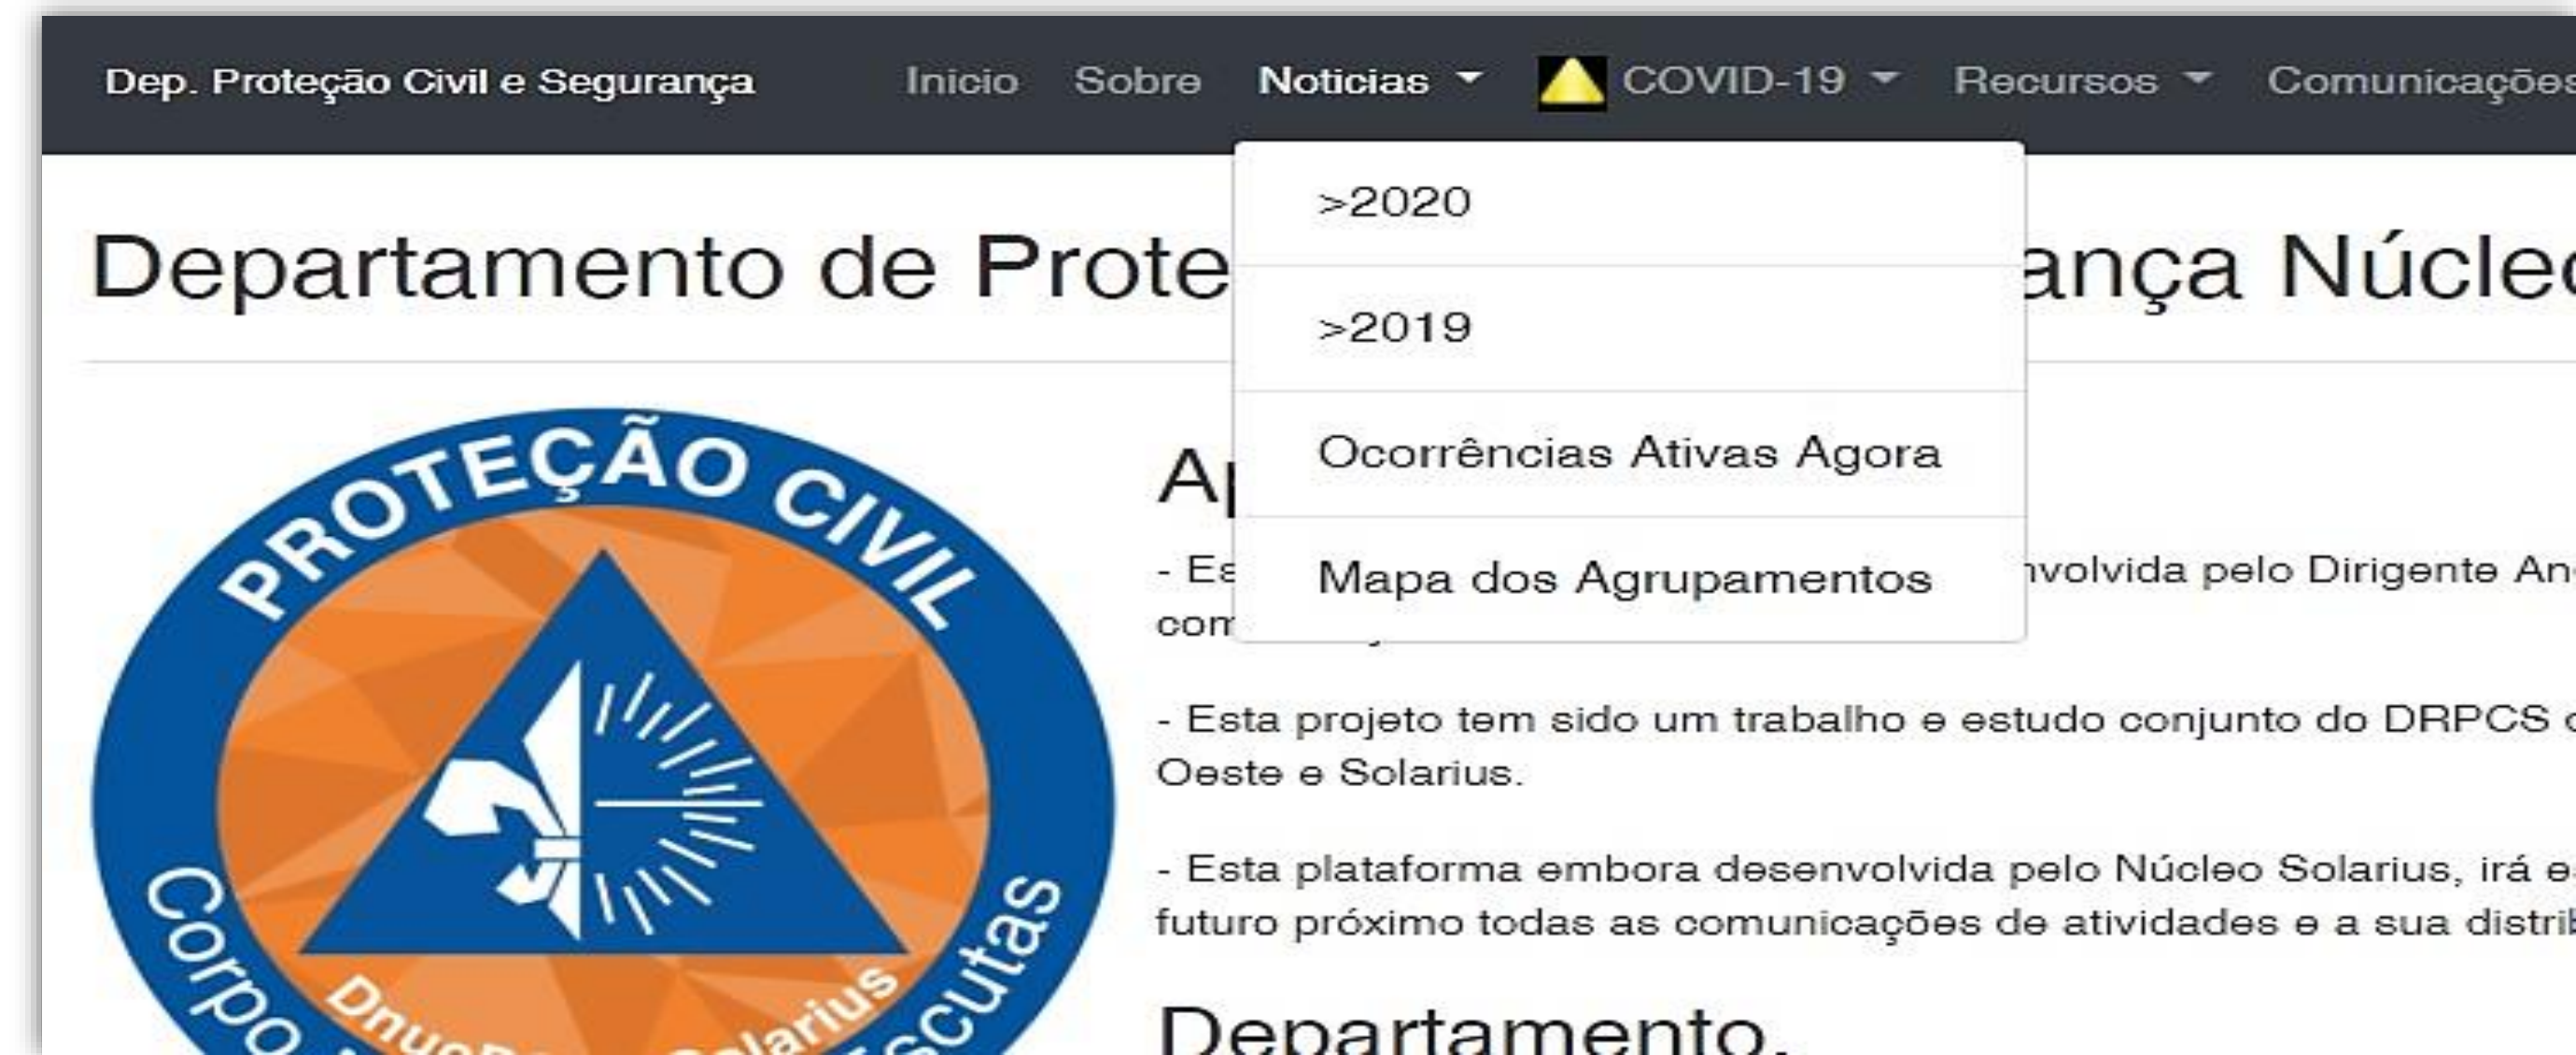 Dep. Proteção Civil e Segurança Inicio Sobre Noticias COVID-19 Recursos Comunicações
>2020
>2019
Ocorrências Ativas Agora
Mapa dos Agrupamentos
Departamento de Prote ança Núcleo
PROTEÇÃO CIVIL
Corpo
scutas
Solarius
- Es nvolvida pelo Dirigente An
com
- Esta projeto tem sido um trabalho e estudo conjunto do DRPCS
Oeste e Solarius.
- Esta plataforma embora desenvolvida pelo Núcleo Solarius, irá
futuro próximo todas as comunicações de atividades e a sua distrib
Departamento.